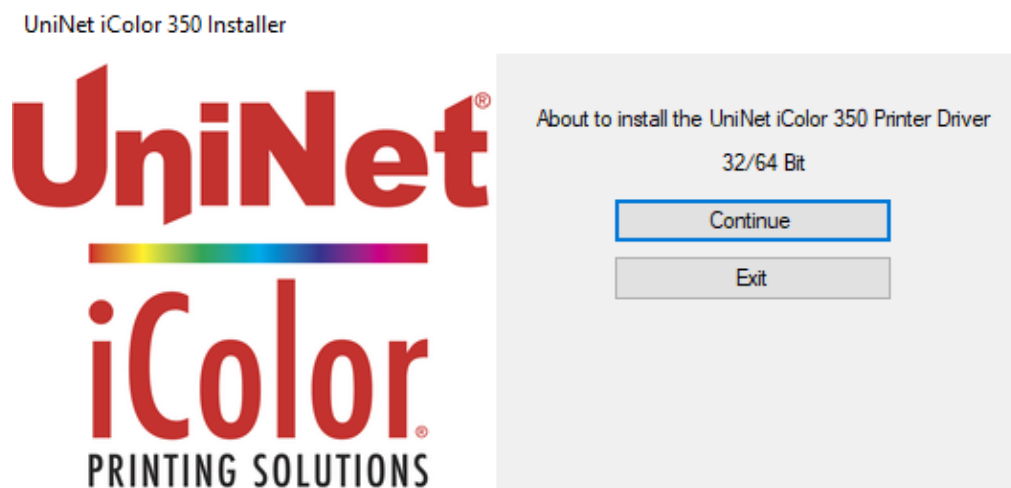 UniNet iColor 350 Installer
UniNet®
iColor®
PRINTING SOLUTIONS
About to install the UniNet iColor 350 Printer Driver
32/64 Bit
Continue
Exit